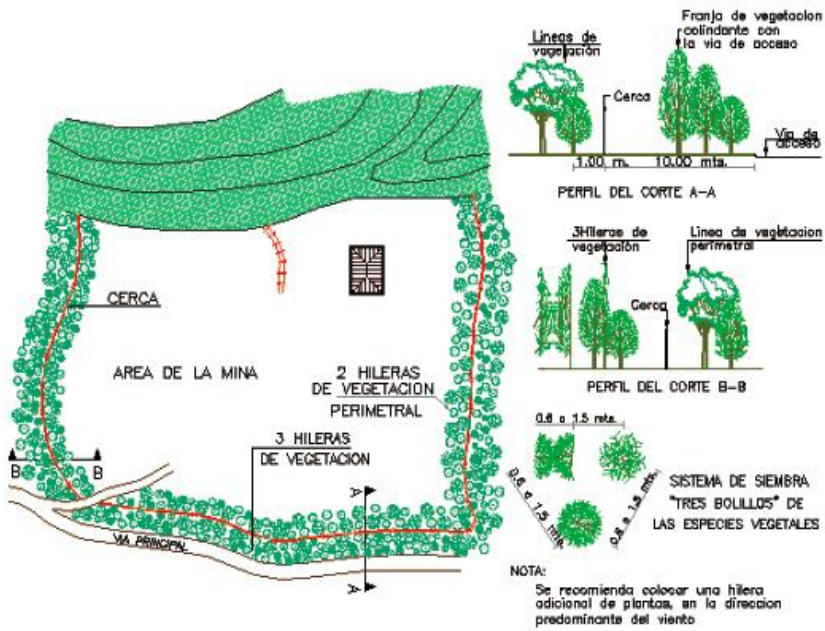 CERCA
AREA DE LA MINA
2 HILERAS
DE VEGETACION
PERIMETRAL
3 HILERAS
DE VEGETACION
B
B
A
A
VIA PRINCIPAL
Lineas de
vegetación
Franja de vegetacion
colindante con
la via de acceso
Cerca
Via de
acceso
1.00 m.
10.00 mts.
PERFIL DEL CORTE A-A
3Hileras de
vegetación
Linea de vegetacion
perimetral
Cerca
PERFIL DEL CORTE B-B
0.6 a 1.5 mts.
0.6 a 1.5 mts.
0.6 a 1.5 mts.
SISTEMA DE SIEMBRA
"TRES BOLILLOS" DE
LAS ESPECIES VEGETALES
NOTA:
Se recomienda colocar una hilera
adicional de plantas, en la direccion
predominante del viento